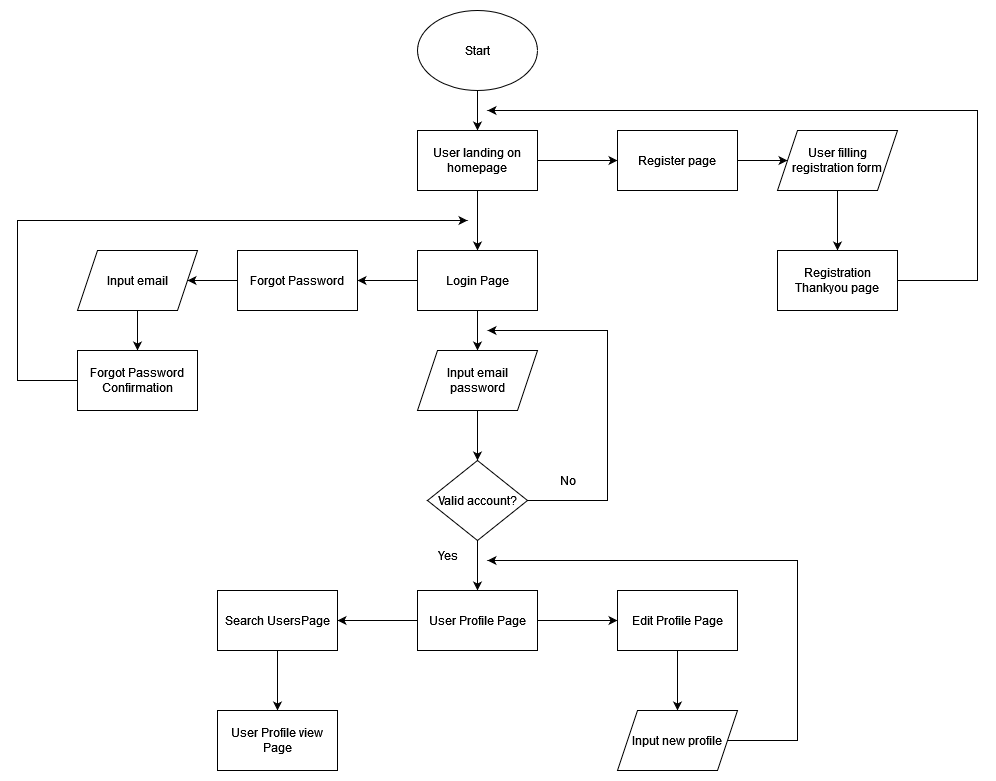 Start
User landing on
homepage
Register page
User filling
registration form
Input email
Forgot Password
Login Page
Registration
Thankyou page
Forgot Password
Confirmation
Input email
password
Valid account?
No
Yes
Search UsersPage
User Profile Page
Edit Profile Page
User Profile view
Page
Input new profile